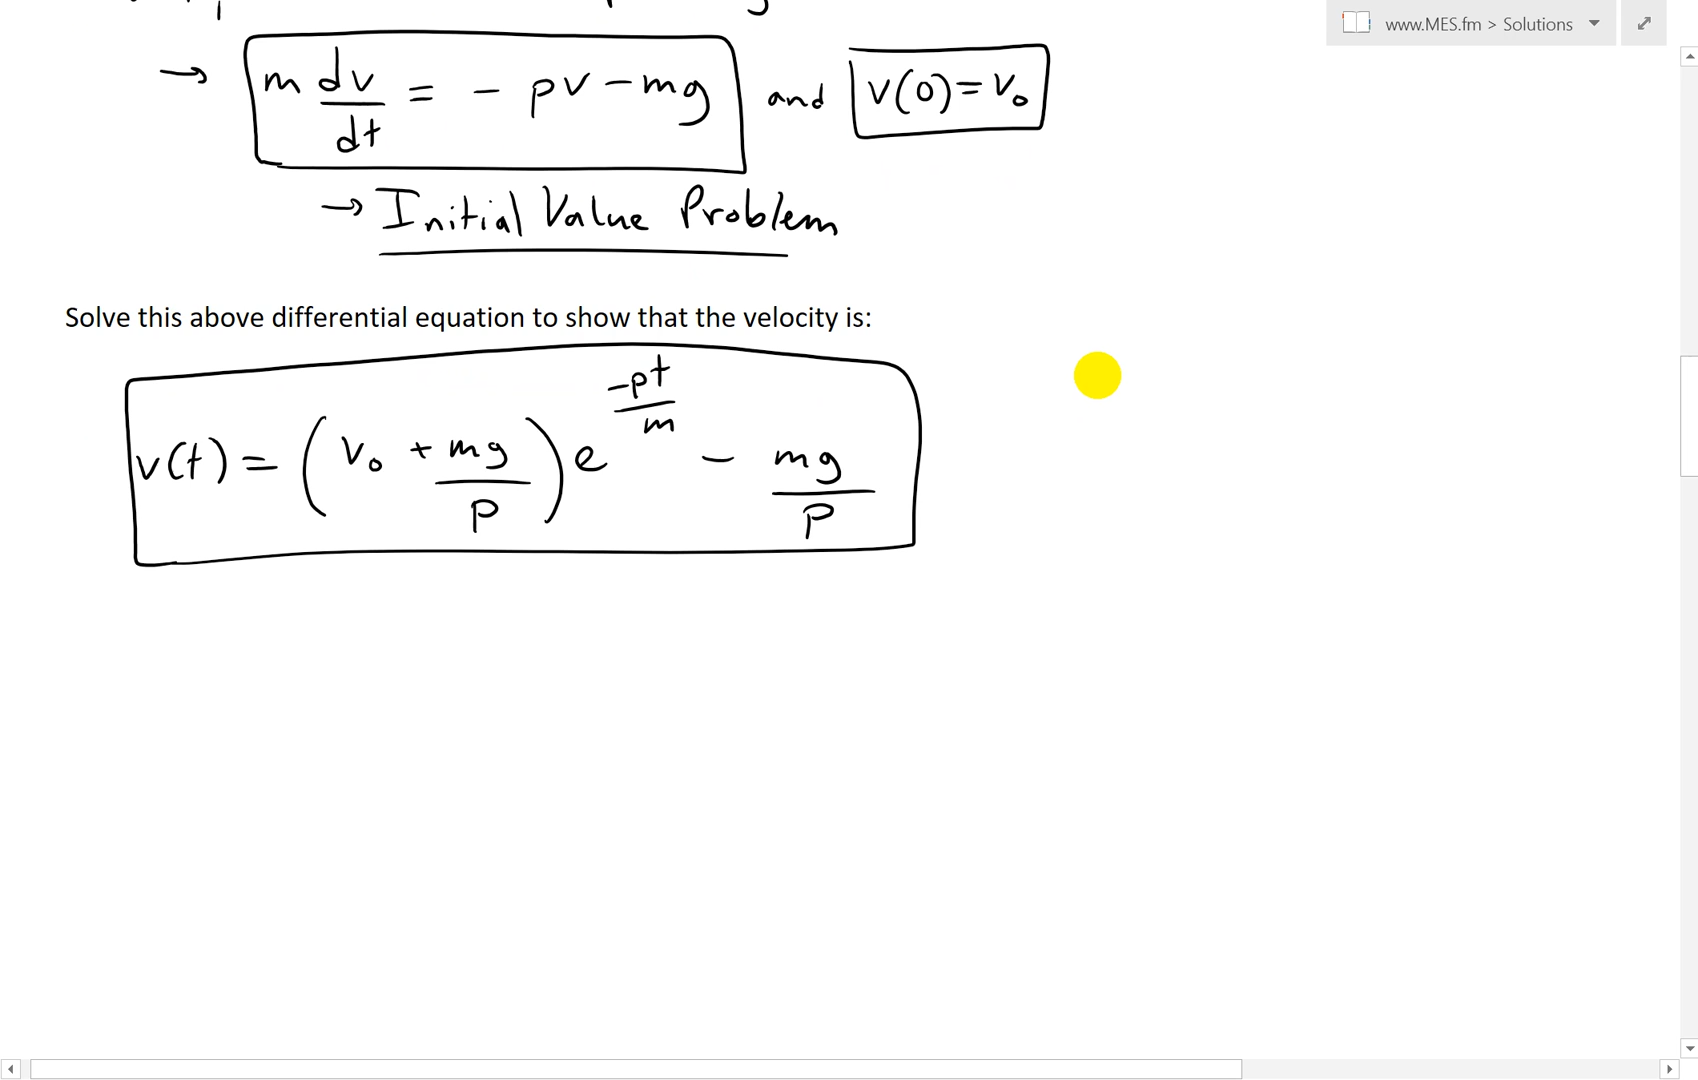 www.MES.fm > Solutions
→ m dv/dt = - pv - mg and v(0) = v₀
→ Initial Value Problem
Solve this above differential equation to show that the velocity is:
v(t) = (v₀ + mg/p) e^(-pt/m) - mg/p